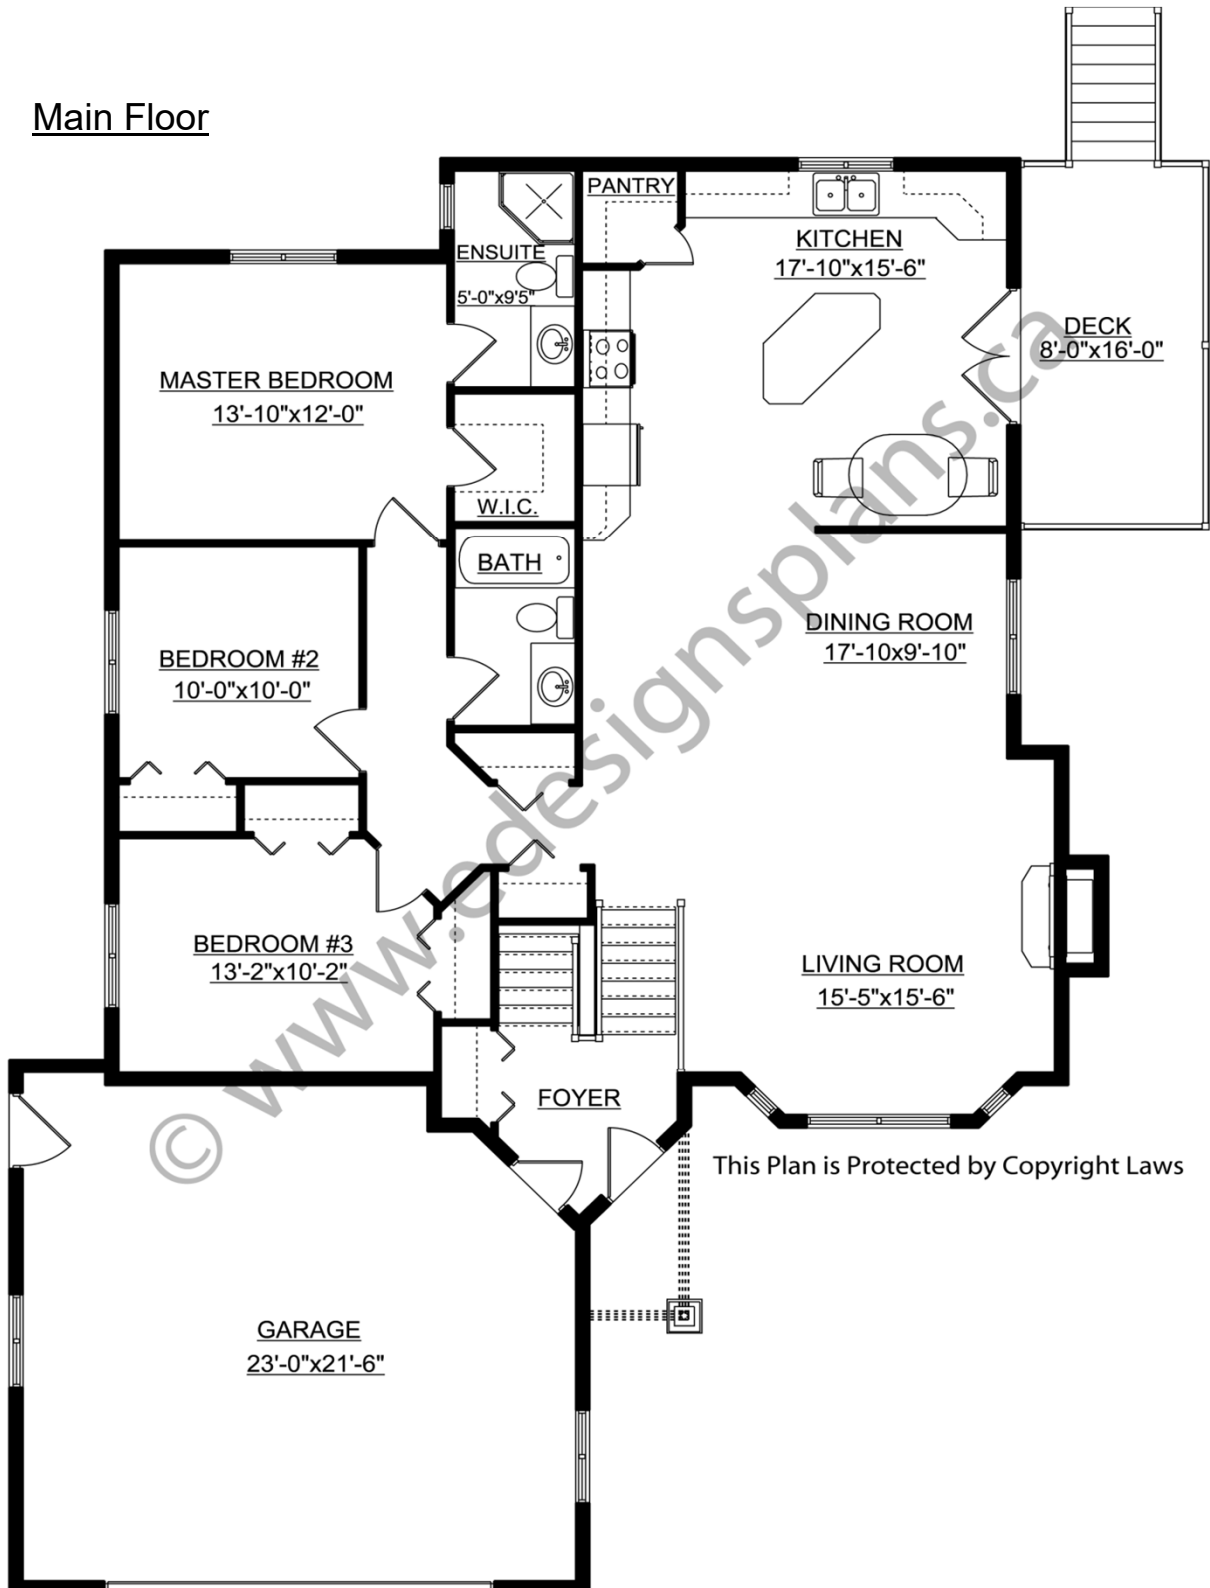 Main Floor
PANTRY
KITCHEN
17'-10"x15'-6"
ENSUITE
5'-0"x9'5"
DECK
8'-0"x16'-0"
MASTER BEDROOM
13'-10"x12'-0"
W.I.C.
BATH
DINING ROOM
17'-10x9'-10"
BEDROOM #2
10'-0"x10'-0"
BEDROOM #3
13'-2"x10'-2"
LIVING ROOM
15'-5"x15'-6"
FOYER
This Plan is Protected by Copyright Laws
GARAGE
23'-0"x21'-6"
© www.edesignsplans.ca